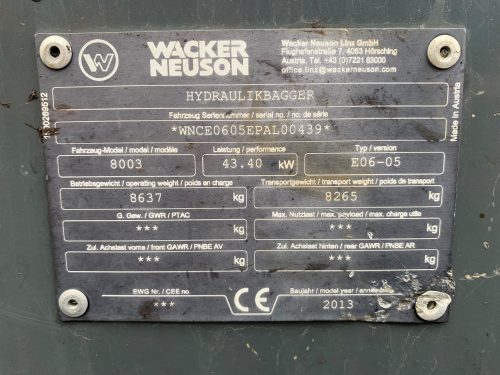 WACKER
NEUSON
Wacker Neuson Linz GmbH
Flughafenstraße 7, 4063 Hörsching
Austria, Tel. +43 (0)7221 63000
office.linz@wackerneuson.com
HYDRAULIKBAGGER
Fahrzeug Seriennummer / serial no. / no. de série
*WNCE0605EPAL00439*
Fahrzeug-Model / model / modèle
Leistung / performance
Typ / version
8003
43.40 kW
E06-05
Betriebsgewicht / operating weight / poids en charge
Transportgewicht / transport weight / poids de transport
8637 kg
8265 kg
G. Gew. / GWR / PTAC
Max. Nutzlast / max. payload / max. charge utile
*** kg
*** kg
Zul. Achslast vorne / front GAWR / PNBE AV
Zul. Achslast hinten / rear GAWR / PNBE AR
*** kg
*** kg
EWG Nr. / CEE no.
***
CE
Baujahr / model year /
2013
Made in Austria